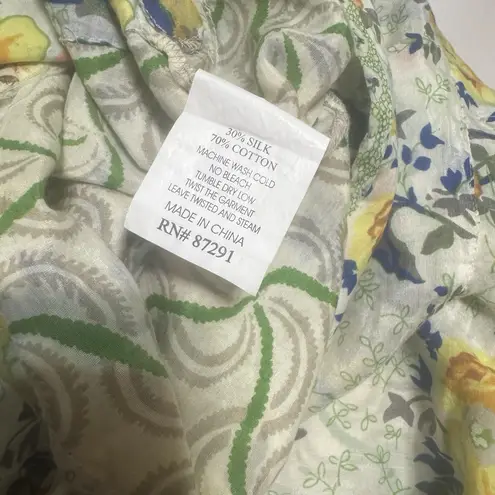 30% SILK
70% COTTON
MACHINE WASH COLD
NO BLEACH
TUMBLE DRY LOW
TWIST THE GARMENT
LEAVE TWISTED AND STEAM
MADE IN CHINA
RN# 87291